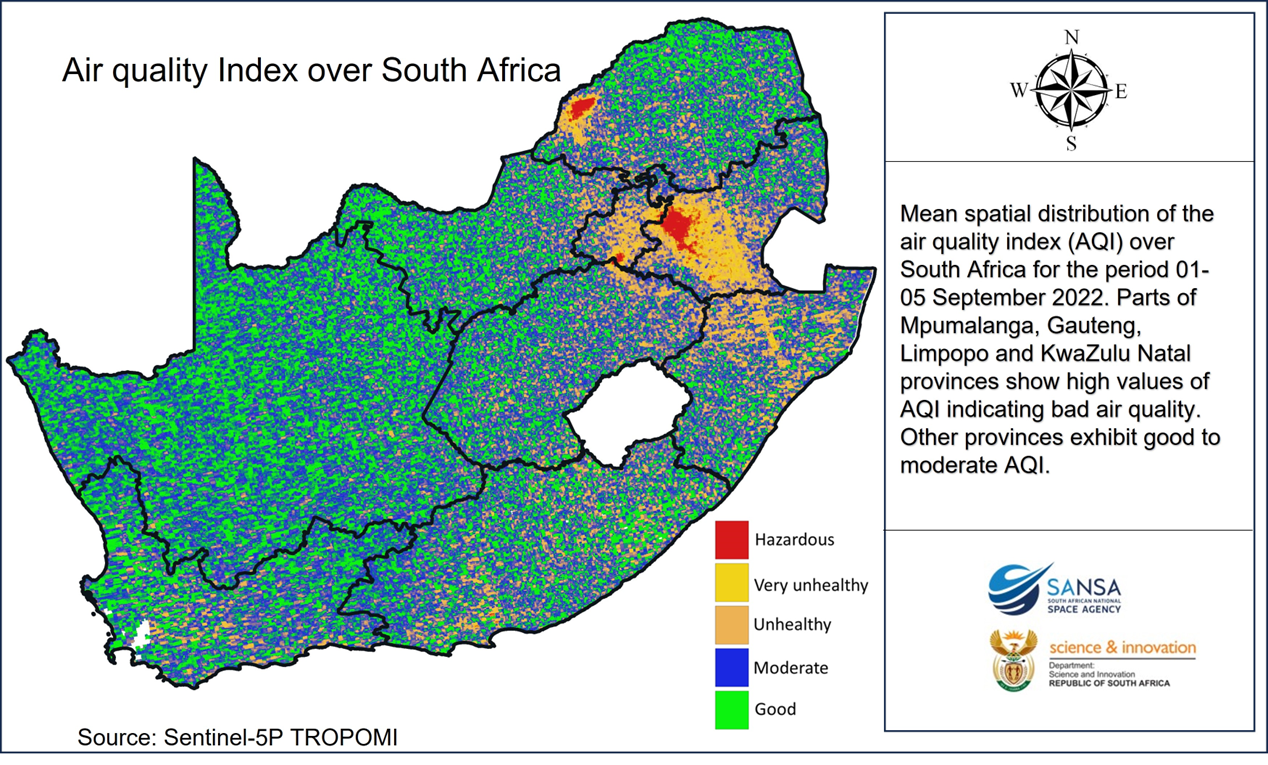 Air quality Index over South Africa
N
W
E
S
Mean spatial distribution of the
air quality index (AQI) over
South Africa for the period 01-
05 September 2022. Parts of
Mpumalanga, Gauteng,
Limpopo and KwaZulu Natal
provinces show high values of
AQI indicating bad air quality.
Other provinces exhibit good to
moderate AQI.
Hazardous
Very unhealthy
Unhealthy
Moderate
Good
SANSA
SOUTH AFRICAN NATIONAL
SPACE AGENCY
science & innovation
Department:
Science and Innovation
REPUBLIC OF SOUTH AFRICA
Source: Sentinel-5P TROPOMI